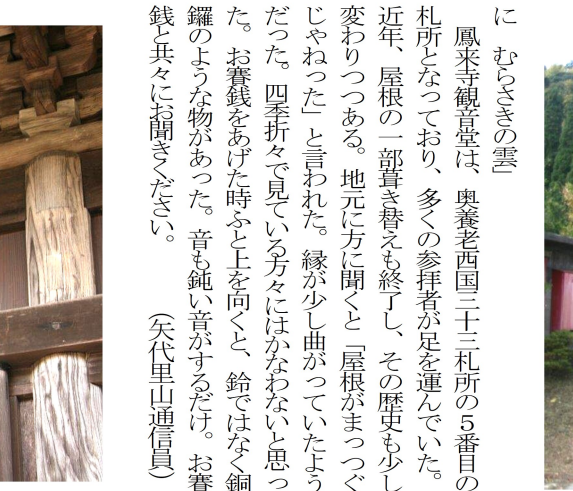 に　むらさきの雲」
　鳳来寺観音堂は、奥養老西国三十三札所の５番目の
札所となっており、多くの参拝者が足を運んでいた。
近年、屋根の一部葺き替えも終了し、その歴史も少し
変わりつつある。地元に方に聞くと「屋根がまっつぐ
じゃねった」と言われた。縁が少し曲がっていたよう
だった。四季折々で見ている方々にはかなわないと思っ
た。お賽銭をあげた時ふと上を向くと、鈴ではなく銅
鑼のような物があった。音も鈍い音がするだけ。お賽
銭と共々にお聞きください。　　　（矢代里山通信員）